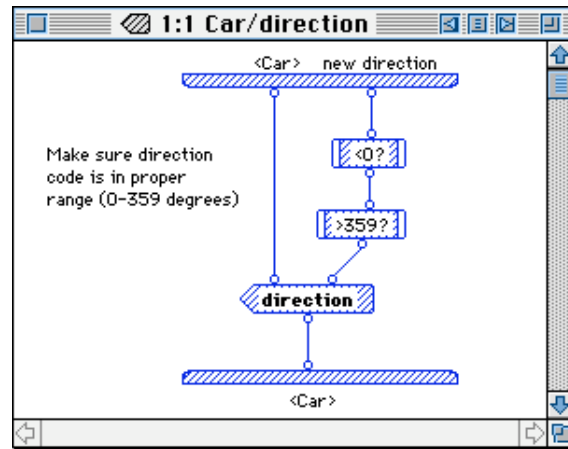 1:1 Car/direction
<Car> new direction
<0?
Make sure direction
code is in proper
range (0-359 degrees)
>359?
direction
<Car>